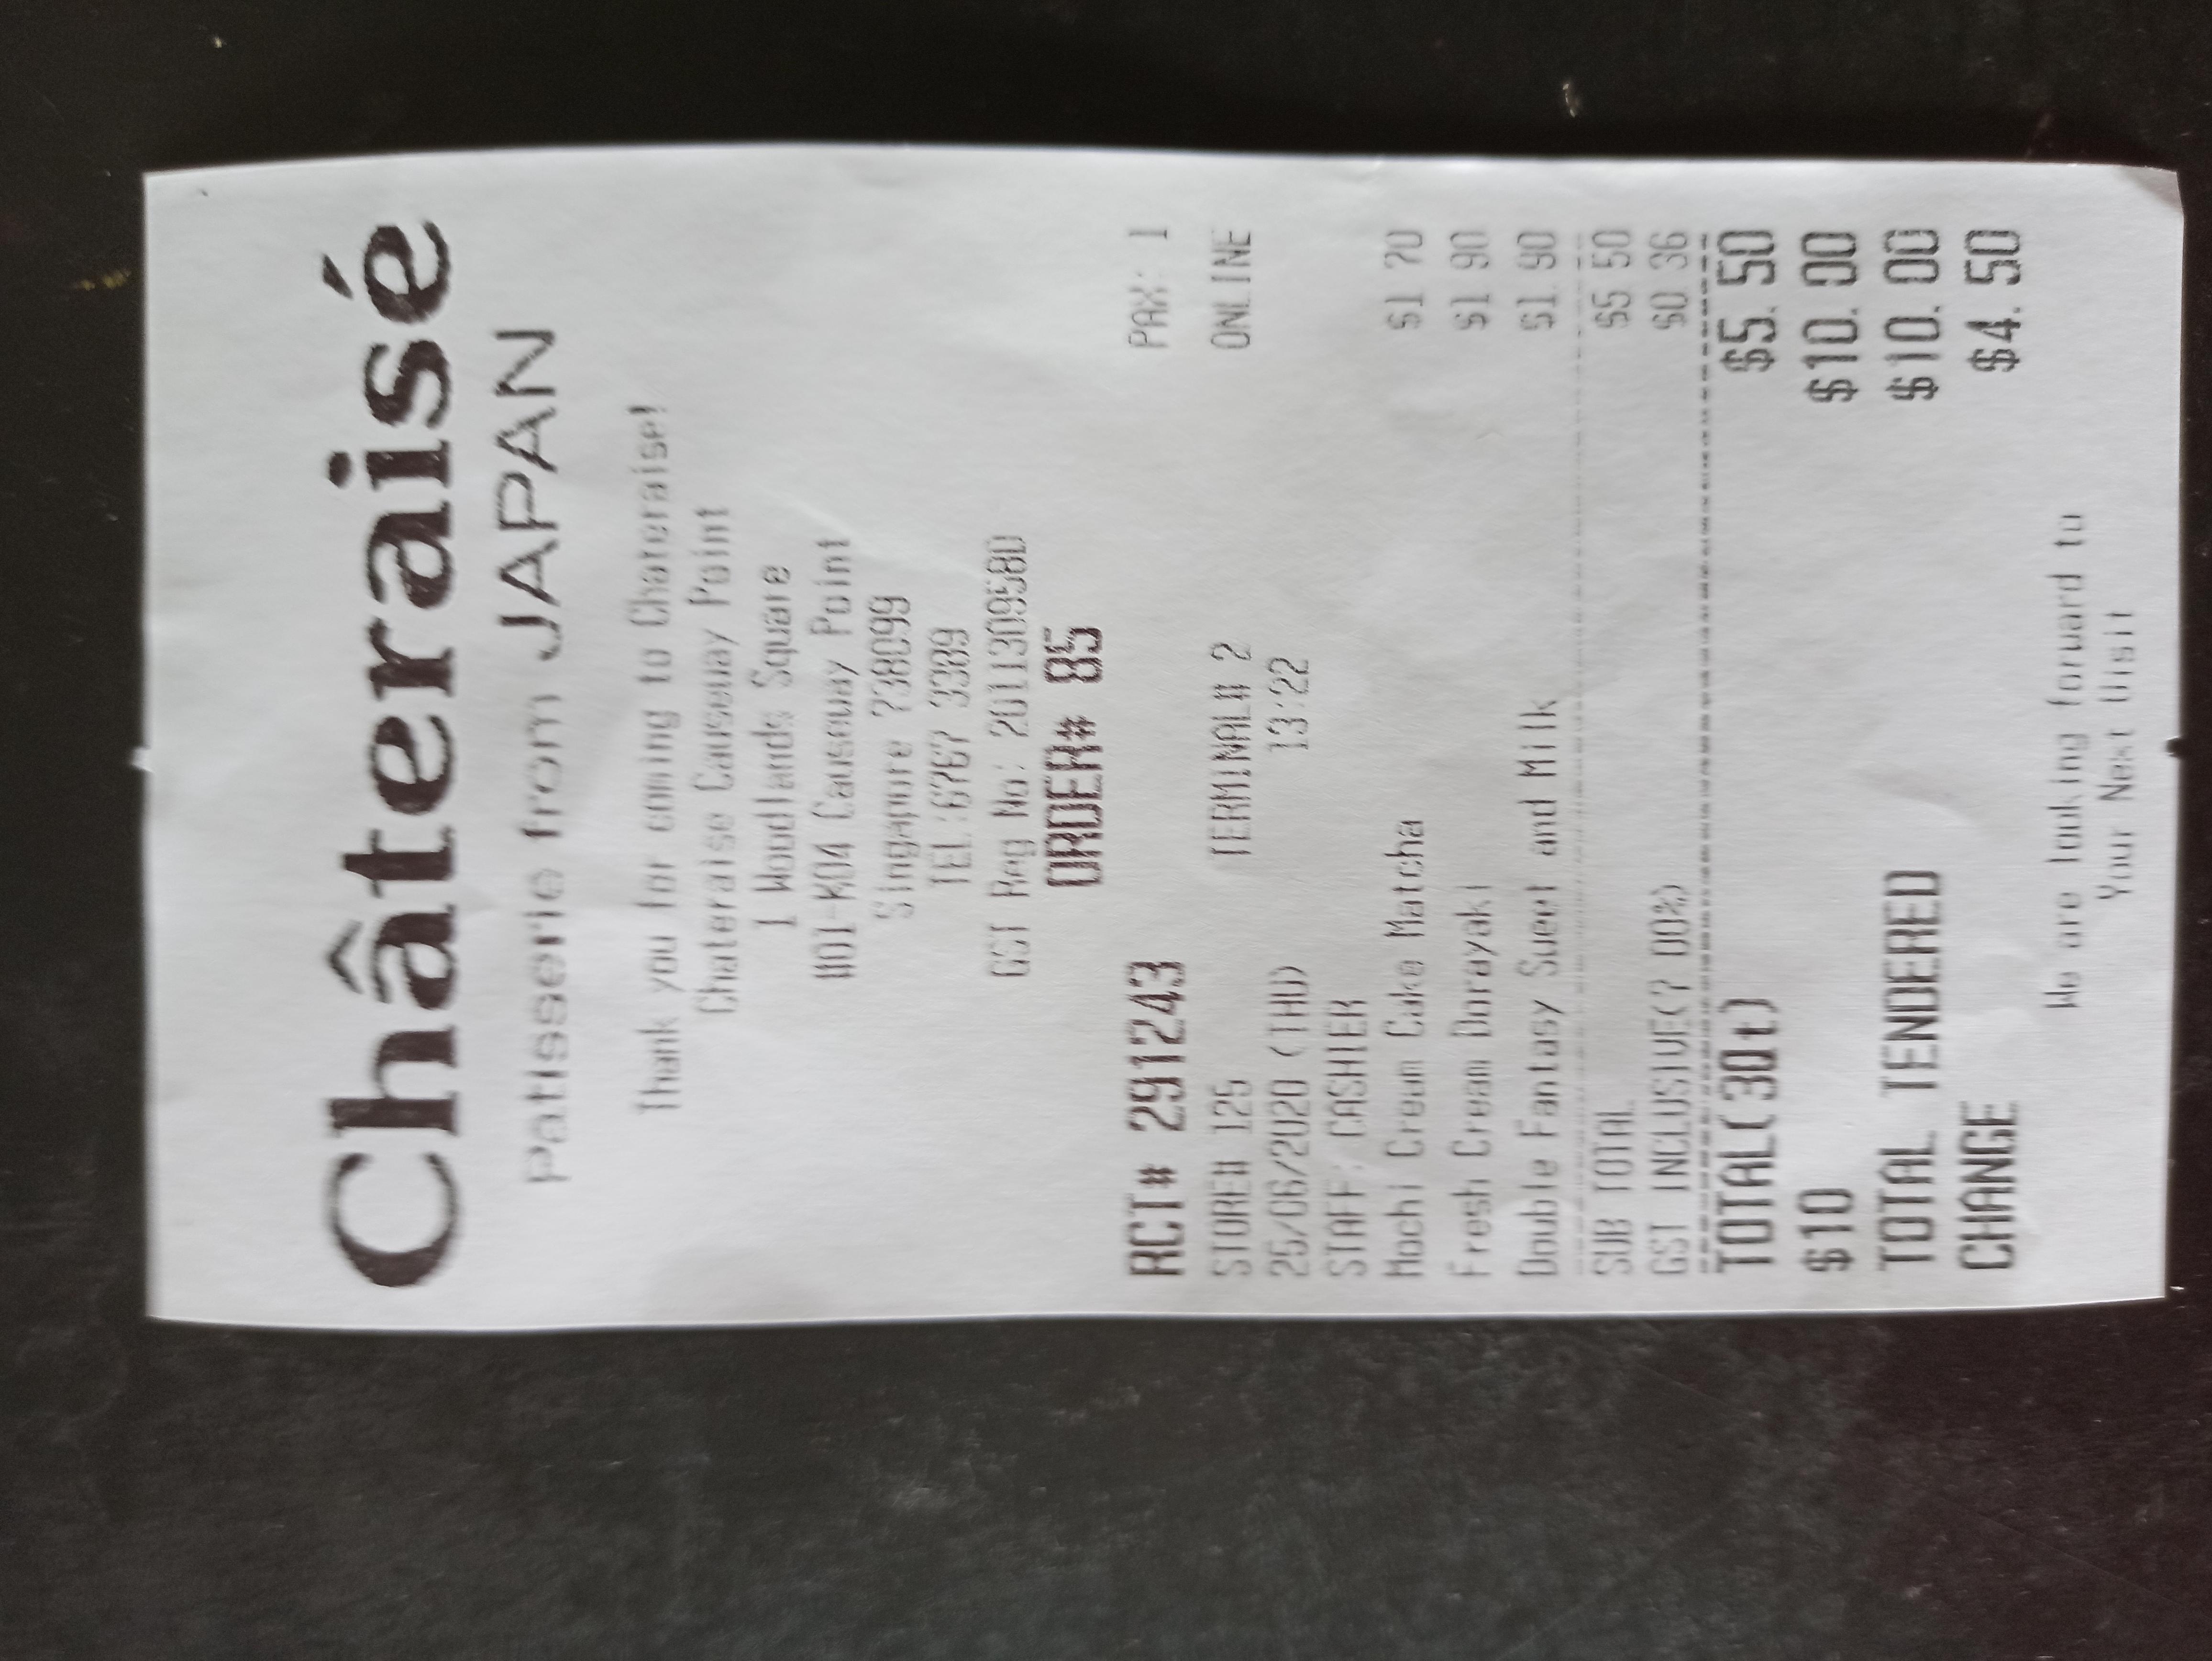 Châteraisé
Patisserie from JAPAN
Thank you for coming to Chateraise!
Chateraise Causeway Point
1 Woodlands Square
#01-K04 Causeway Point
Singapore 738099
TEL:6767 3389
GST Reg No: 201130958D
ORDER# 85
RCT# 291243 PAX: 1
STORE# 125 TERMINAL# 2 ONLINE
25/06/2020 (THU) 13:22
STAFF: CASHIER
Mochi Cream Cake Matcha $1.70
Fresh Cream Dorayaki $1.90
Double Fantasy Sweet and Milk $1.90
SUB TOTAL $5.50
GST INCLUSIVE(7.00%) $0.36
TOTAL(3Qt) $5.50
$10 $10.00
TOTAL TENDERED $10.00
CHANGE $4.50
We are looking forward to
Your Next Visit